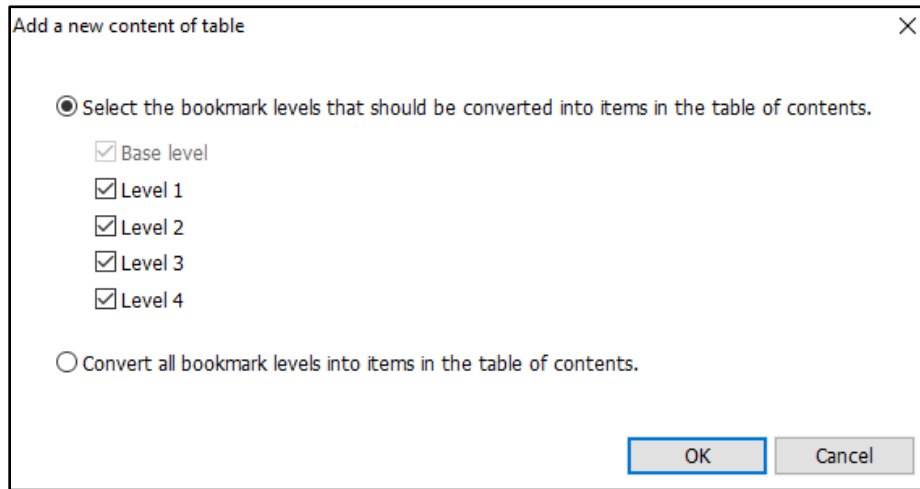 Add a new content of table
Select the bookmark levels that should be converted into items in the table of contents.
Base level
Level 1
Level 2
Level 3
Level 4
Convert all bookmark levels into items in the table of contents.
OK Cancel